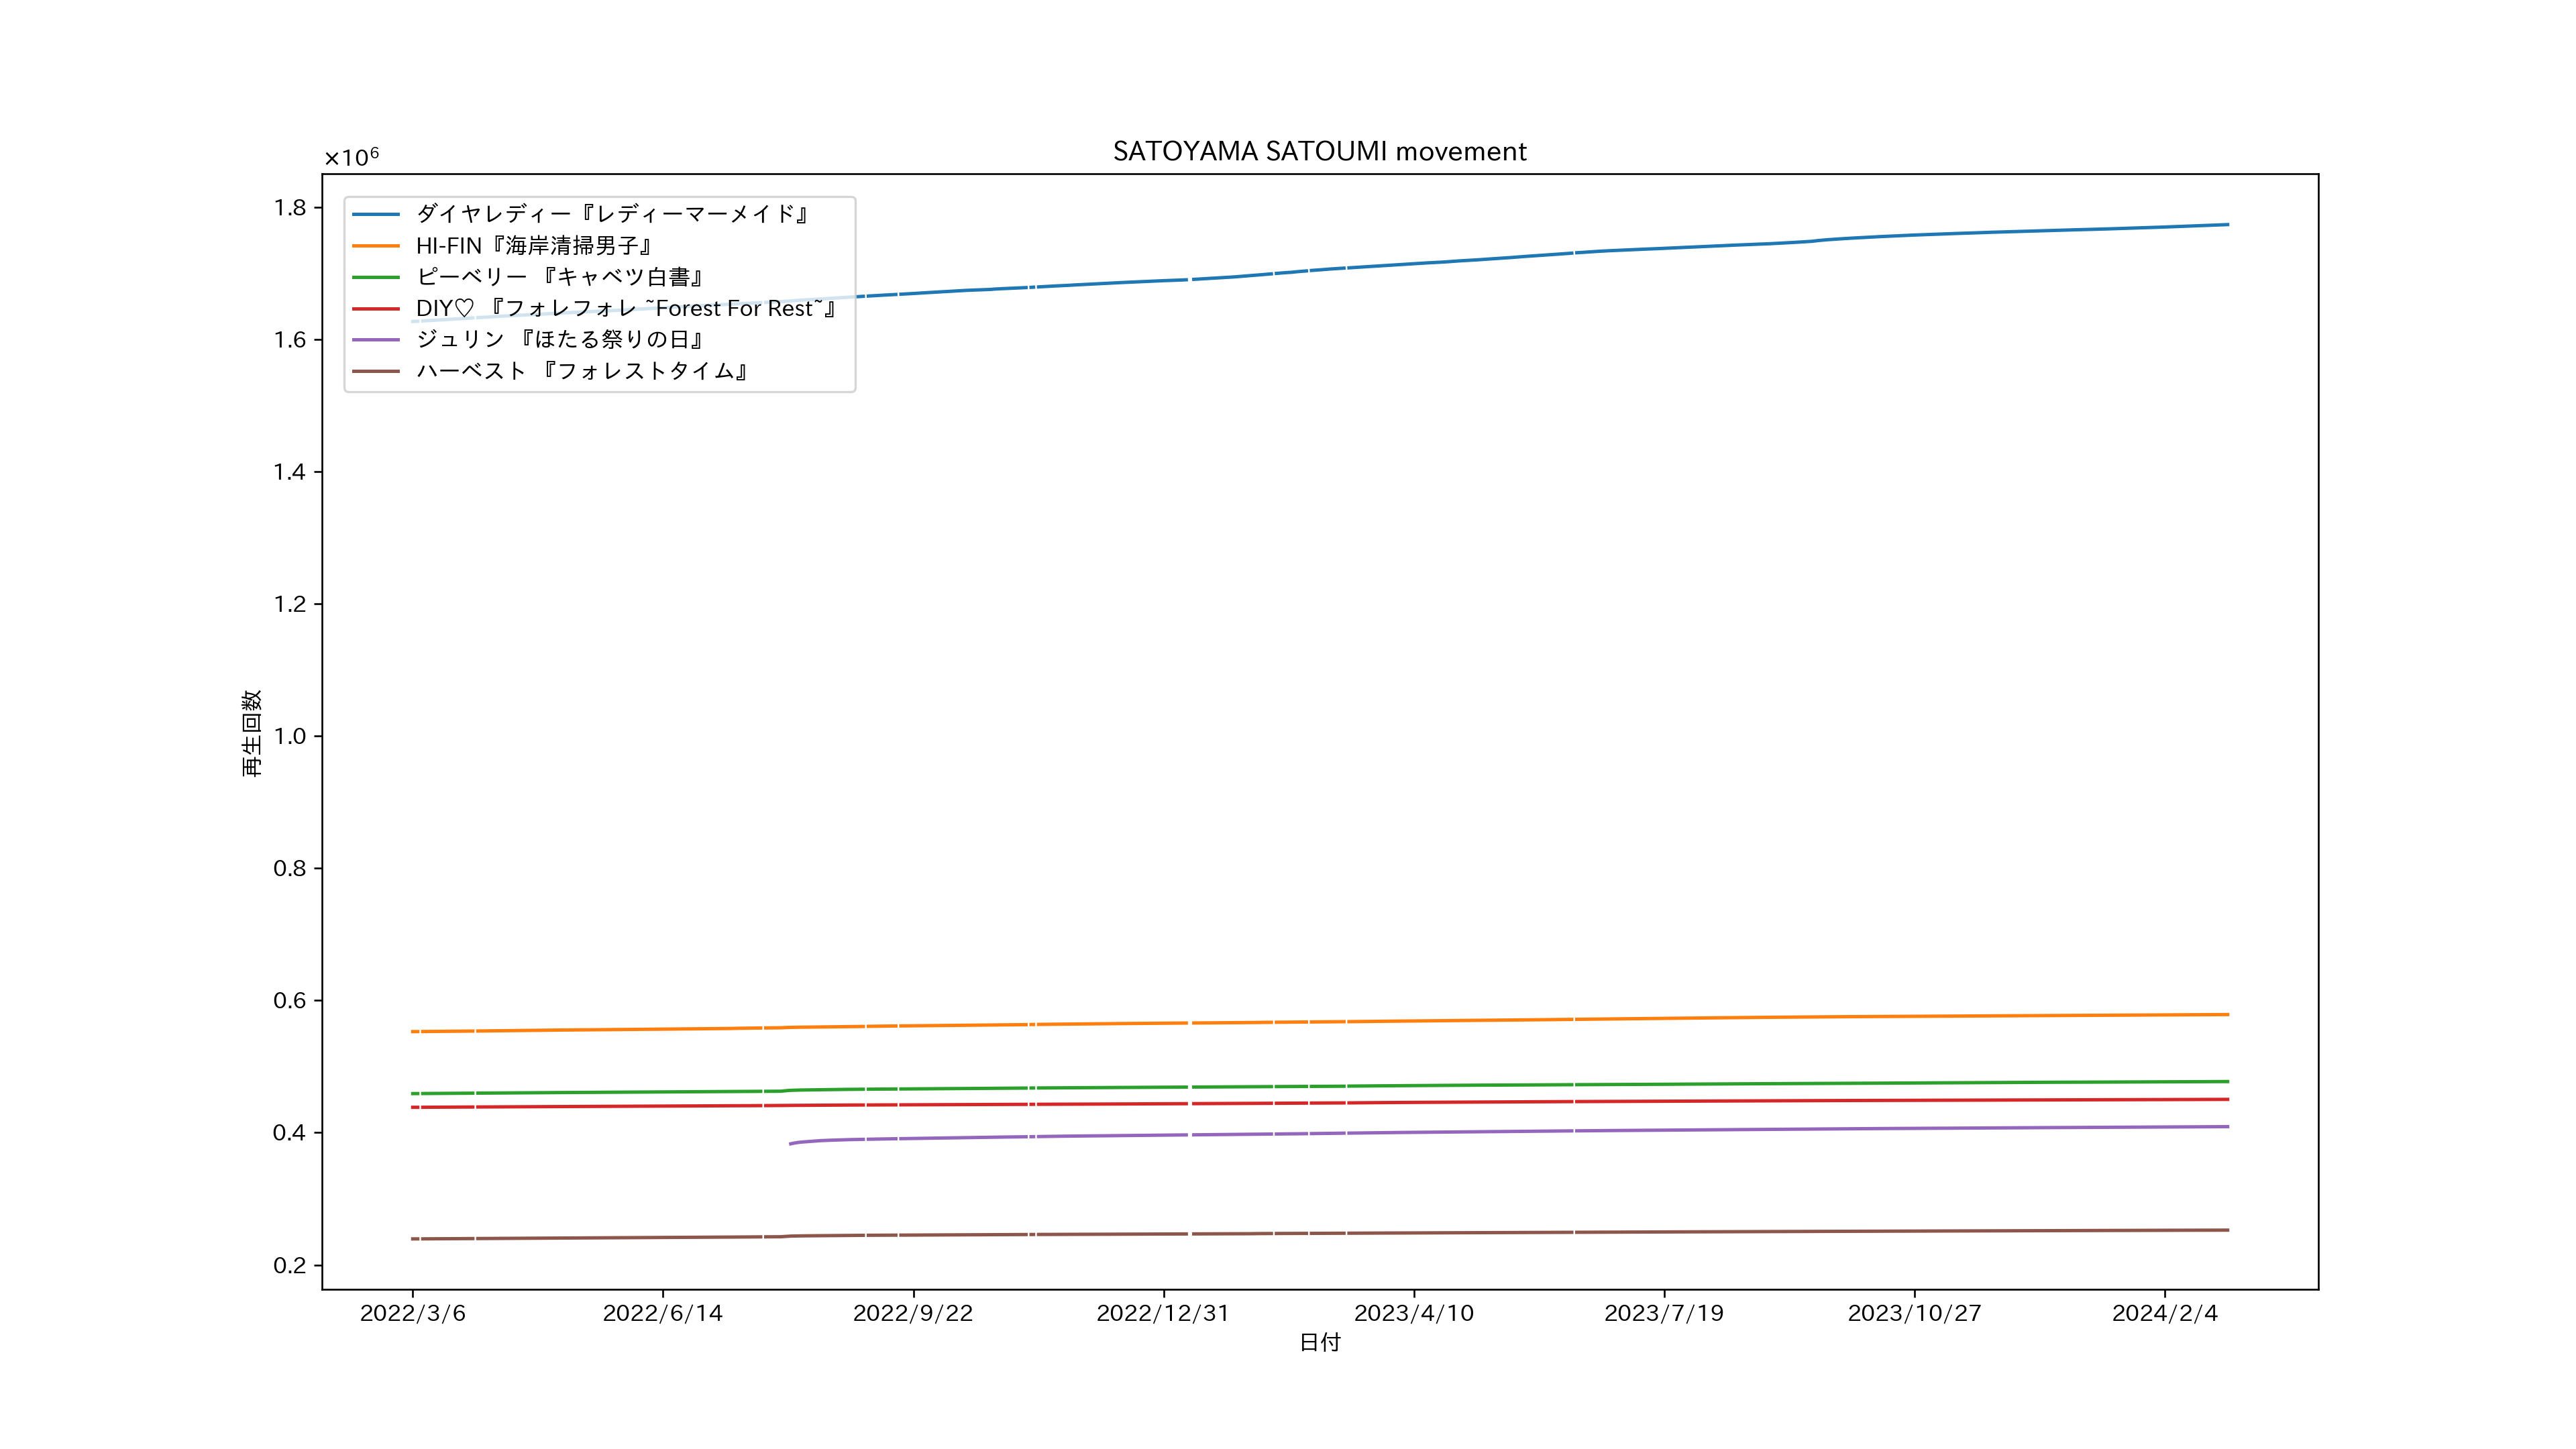 SATOYAMA SATOUMI movement
×10⁶
1.8
1.6
1.4
1.2
1.0
0.8
0.6
0.4
0.2
再生回数
ダイヤレディー『レディーマーメイド』
HI-FIN『海岸清掃男子』
ピーベリー 『キャベツ白書』
DIY♡ 『フォレフォレ ~Forest For Rest~』
ジュリン 『ほたる祭りの日』
ハーベスト 『フォレストタイム』
2022/3/6 2022/6/14 2022/9/22 2022/12/31 2023/4/10 2023/7/19 2023/10/27 2024/2/4
日付